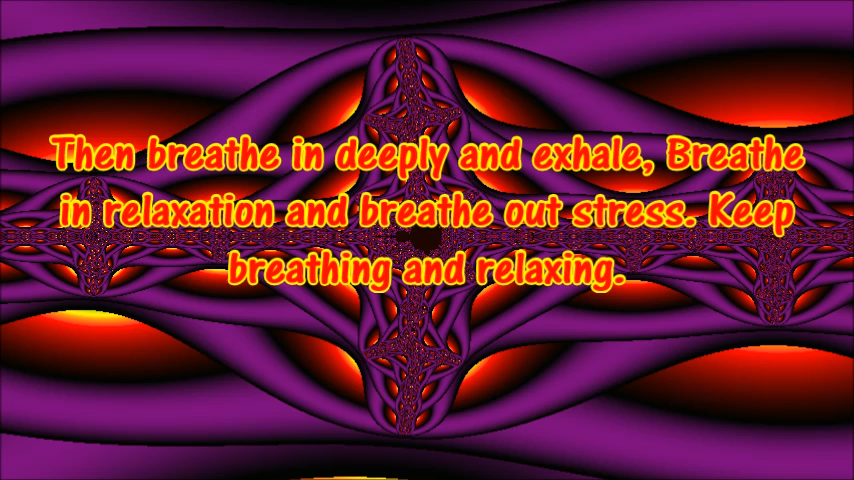 Then breathe in deeply and exhale, Breathe
in relaxation and breathe out stress. Keep
breathing and relaxing.